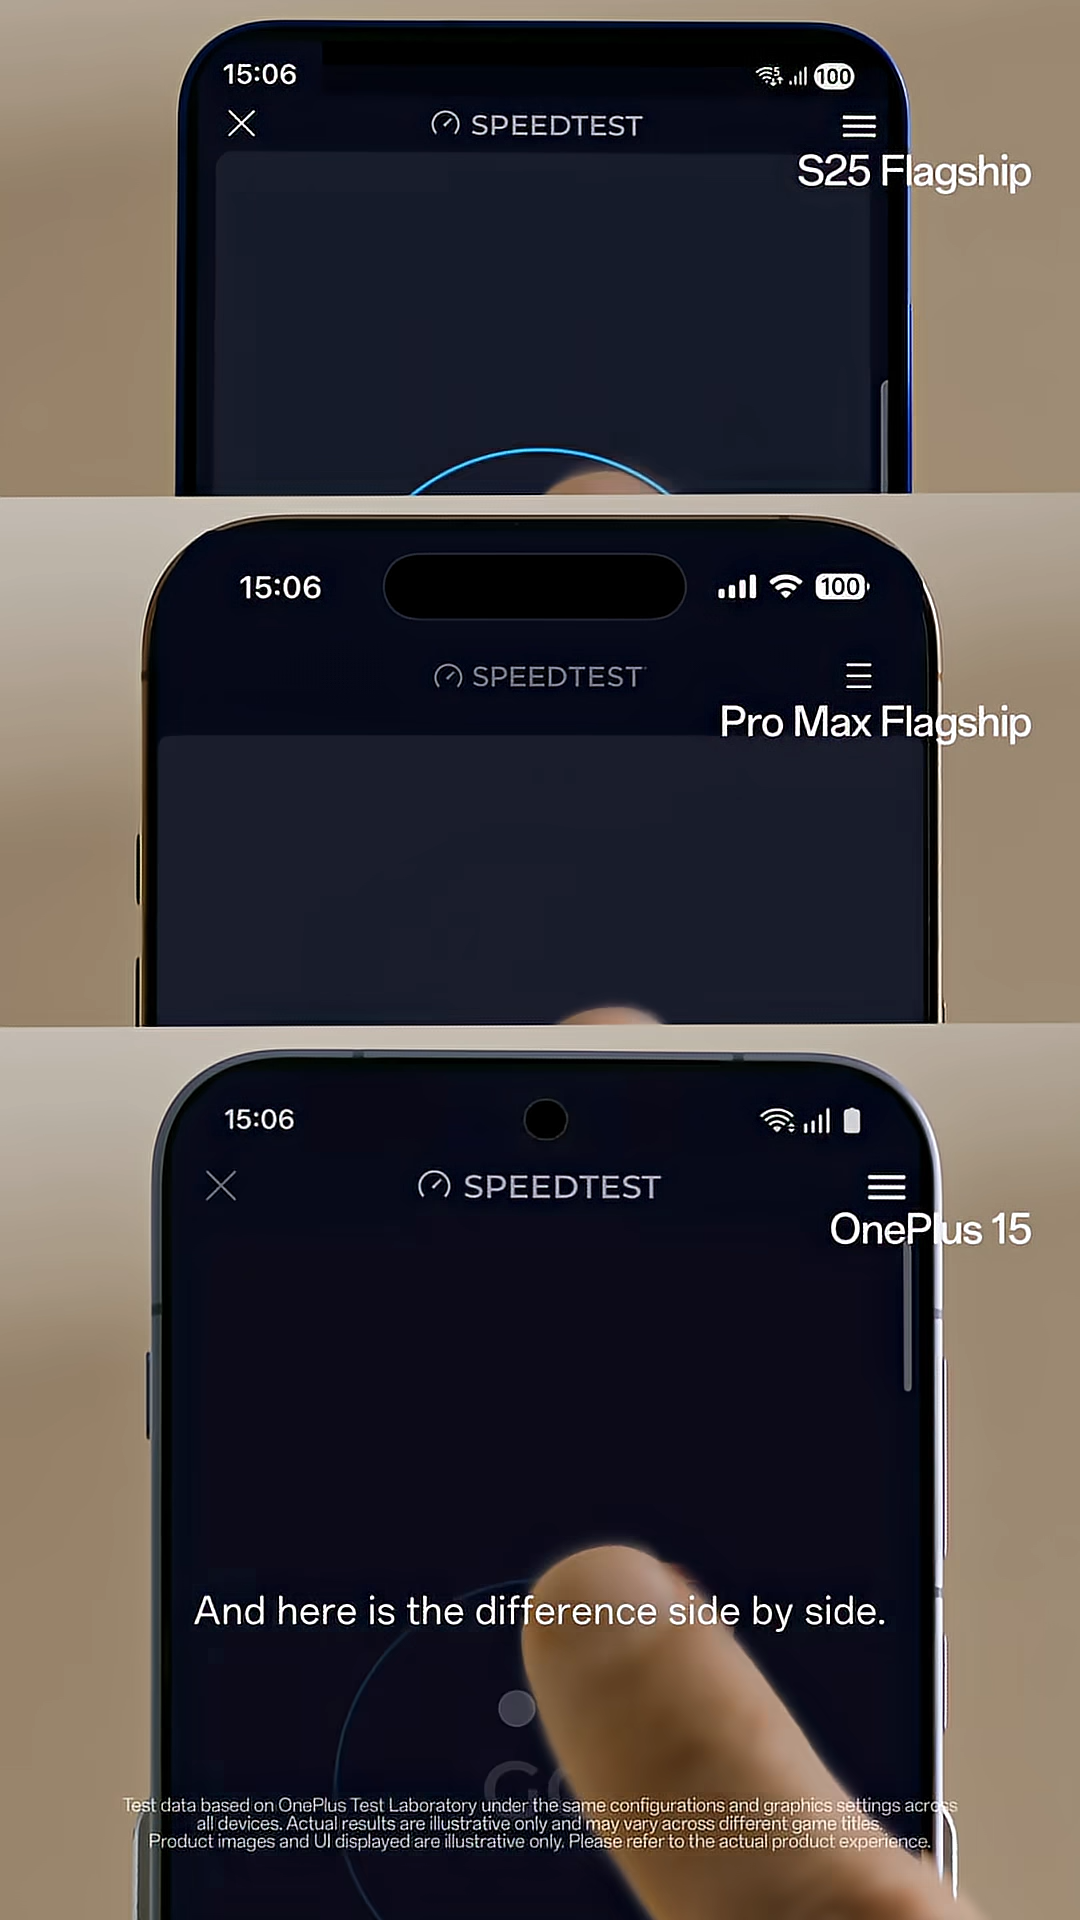 15:06
100
SPEEDTEST
S25 Flagship
15:06
100
SPEEDTEST
Pro Max Flagship
15:06
SPEEDTEST
OnePlus 15
And here is the difference side by side.
GO
Test data based on OnePlus Test Laboratory under the same configurations and graphics settings across
all devices. Actual results are illustrative only and may vary across different game titles.
Product images and UI displayed are illustrative only. Please refer to the actual product experience.